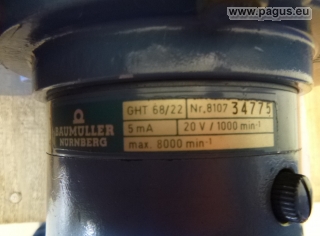 www.pagus.eu
BAUMÜLLER
NÜRNBERG
GHT 68/22 Nr. 8107 34775
5 mA 20 V / 1000 min-1
max. 8000 min-1